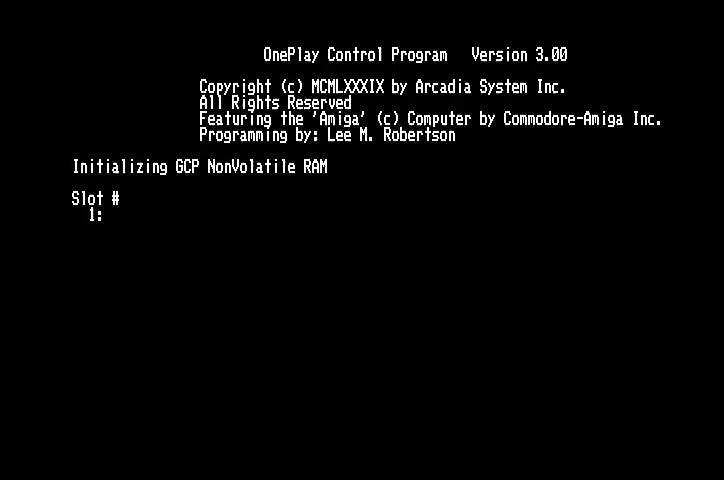 OnePlay Control Program   Version 3.00
Copyright (c) MCMLXXXIX by Arcadia System Inc.
All Rights Reserved
Featuring the 'Amiga' (c) Computer by Commodore-Amiga Inc.
Programming by: Lee M. Robertson
Initializing GCP NonVolatile RAM
Slot #
1: